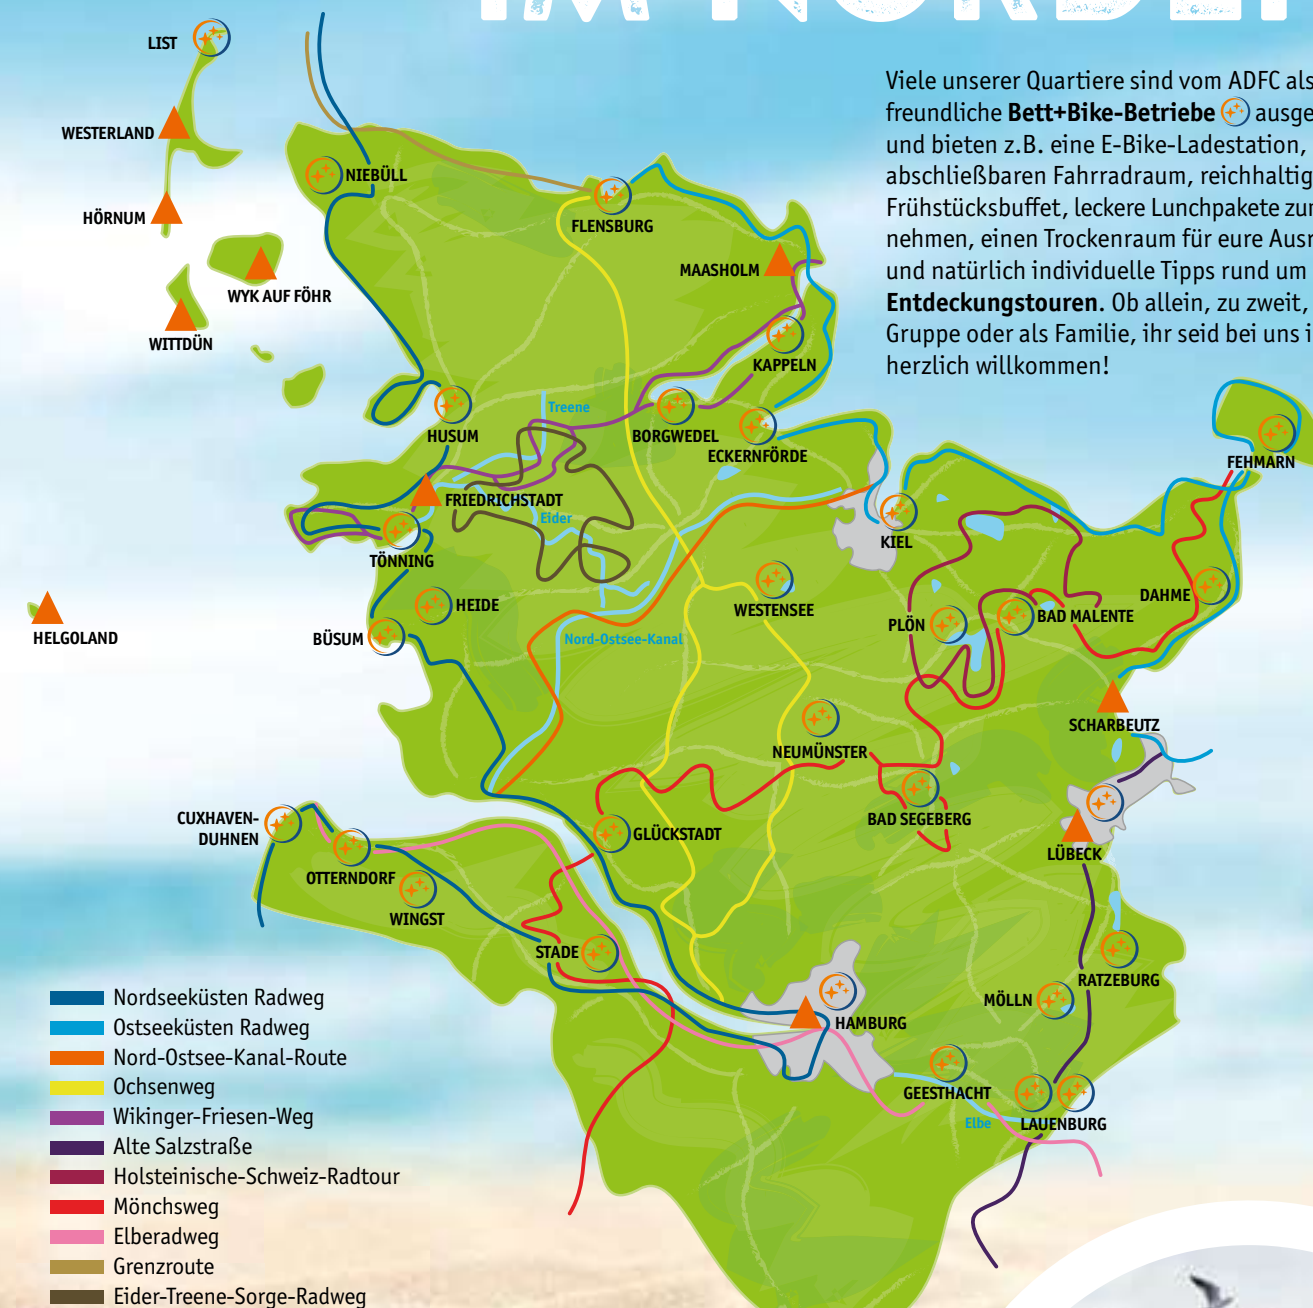 Viele unserer Quartiere sind vom ADFC als
freundliche Bett+Bike-Betriebe ausge
und bieten z.B. eine E-Bike-Ladestation,
abschließbaren Fahrradraum, reichhaltig
Frühstücksbuffet, leckere Lunchpakete zu
nehmen, einen Trockenraum für eure Aus
und natürlich individuelle Tipps rund um
Entdeckungstouren. Ob allein, zu zweit,
Gruppe oder als Familie, ihr seid bei uns i
herzlich willkommen!
LIST
WESTERLAND
HÖRNUM
NIEBÜLL
FLENSBURG
MAASHOLM
WYK AUF FÖHR
WITTDÜN
KAPPELN
Treene
HUSUM
BORGWEDEL
ECKERNFÖRDE
FEHMARN
FRIEDRICHSTADT
Eider
KIEL
TÖNNING
HEIDE
WESTENSEE
DAHME
HELGOLAND
BÜSUM
Nord-Ostsee-Kanal
PLÖN
BAD MALENTE
SCHARBEUTZ
NEUMÜNSTER
CUXHAVEN-
DUHNEN
GLÜCKSTADT
BAD SEGEBERG
LÜBECK
OTTERNDORF
WINGST
STADE
RATZEBURG
MÖLLN
HAMBURG
GEESTHACHT
Elbe
LAUENBURG
Nordseeküsten Radweg
Ostseeküsten Radweg
Nord-Ostsee-Kanal-Route
Ochsenweg
Wikinger-Friesen-Weg
Alte Salzstraße
Holsteinische-Schweiz-Radtour
Mönchsweg
Elberadweg
Grenzroute
Eider-Treene-Sorge-Radweg